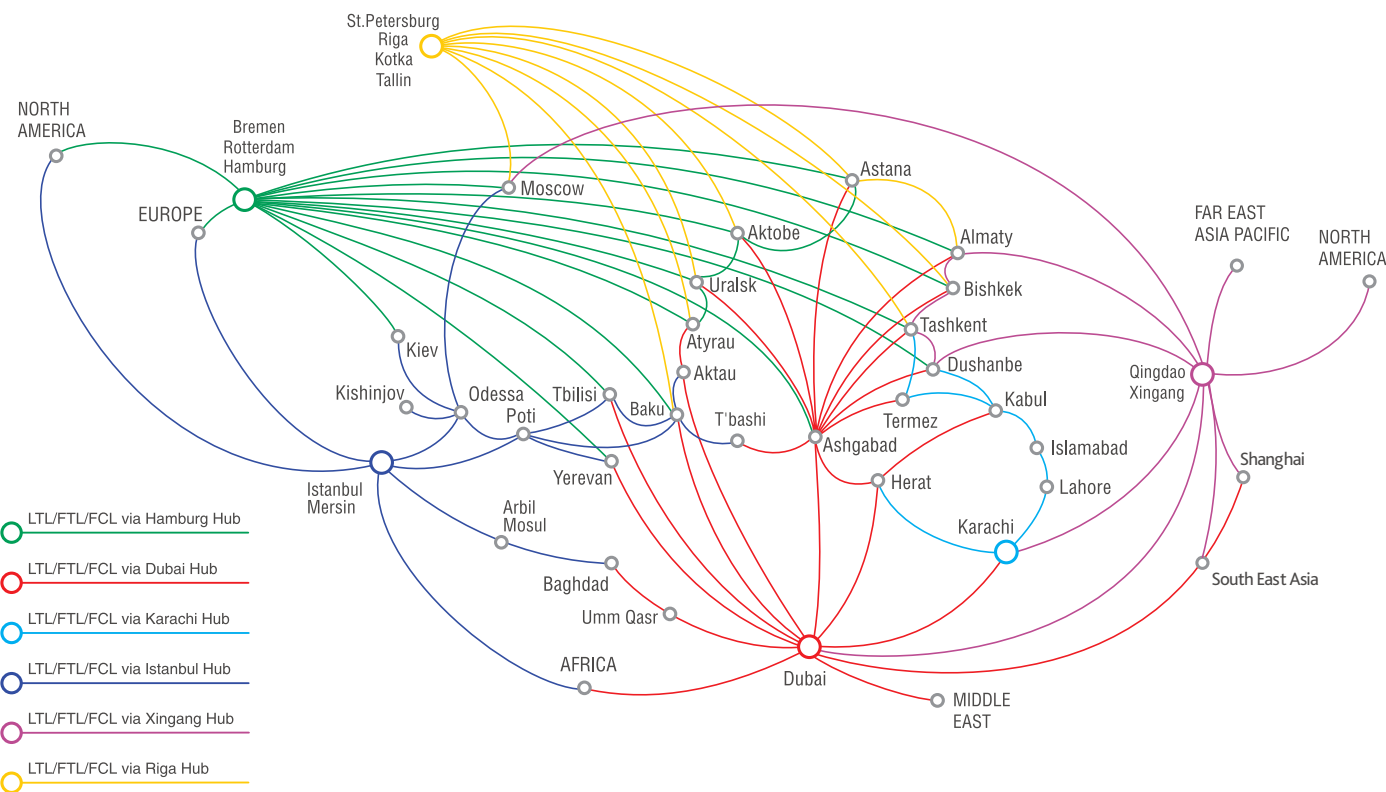 St.Petersburg
Riga
Kotka
Tallin
NORTH
AMERICA
Bremen
Rotterdam
Hamburg
EUROPE
Moscow
Astana
Aktobe
Almaty
FAR EAST
ASIA PACIFIC
NORTH
AMERICA
Uralsk
Bishkek
Tashkent
Atyrau
Kiev
Dushanbe
Aktau
Qingdao
Xingang
Kishinjov
Odessa
Tbilisi
Poti
Baku
T'bashi
Termez
Kabul
Ashgabad
Islamabad
Shanghai
Yerevan
Herat
Lahore
Istanbul
Mersin
Arbil
Mosul
Karachi
Baghdad
South East Asia
Umm Qasr
AFRICA
Dubai
MIDDLE
EAST
LTL/FTL/FCL via Hamburg Hub
LTL/FTL/FCL via Dubai Hub
LTL/FTL/FCL via Karachi Hub
LTL/FTL/FCL via Istanbul Hub
LTL/FTL/FCL via Xingang Hub
LTL/FTL/FCL via Riga Hub